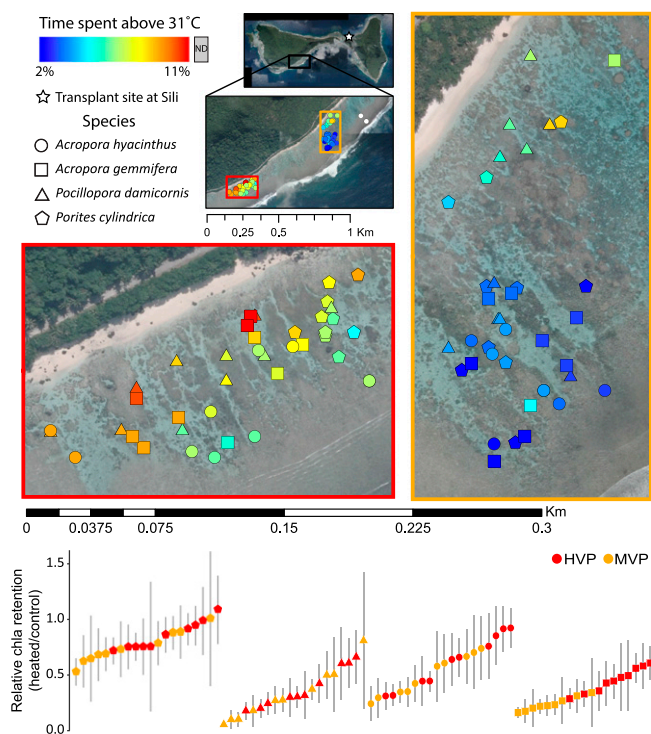 Time spent above 31˚C
ND
2% 11%
Transplant site at Sili
Species
Acropora hyacinthus
Acropora gemmifera
Pocillopora damicornis
Porites cylindrica
0 0.25 0.5 1 Km
0 0.0375 0.075 0.15 0.225 0.3 Km
HVP MVP
Relative chla retention
(heated/control)
1.5
1.0
0.5
0.0